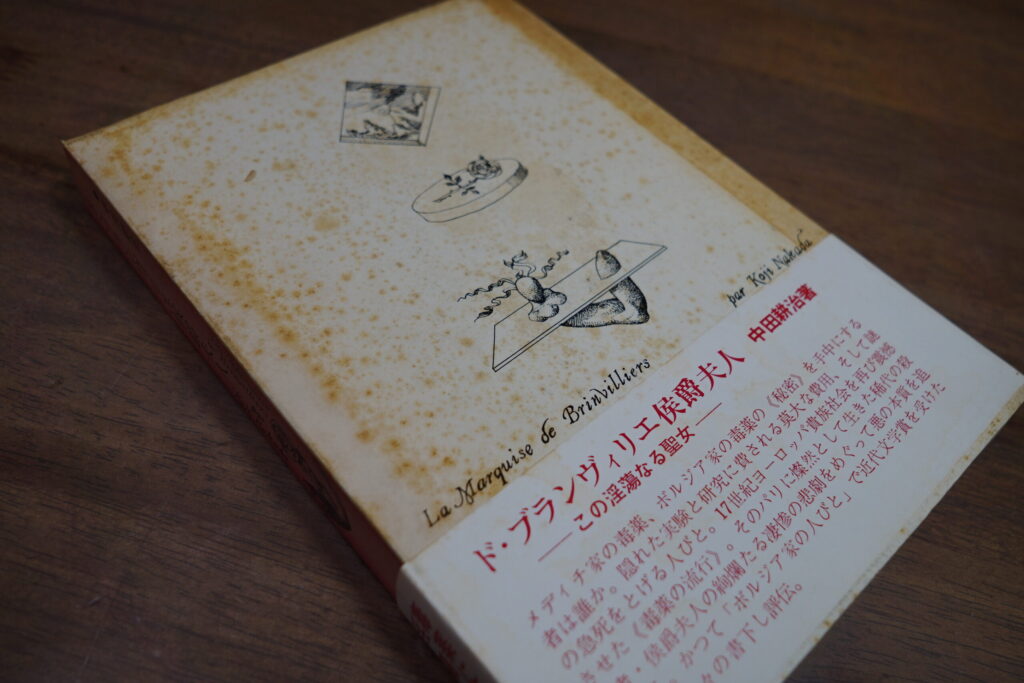 La Marquise de Brinvilliers
par Koji Nakada
ド・ブランヴィリエ侯爵夫人 中田耕治著
──この淫蕩なる聖女──
メディチ家の毒薬、ボルジア家の毒薬の《秘密》を手中にする
者は誰か。隠れた実験と研究に費される莫大な費用、そして謎
の急死をとげる人びと。17世紀ヨーロッパ貴族社会を再び震撼
させた《毒薬の流行》。そのパリに燦然として生きた稀代の殺
・侯爵夫人の絢爛たる凄惨の悲劇をめぐって悪の本質を追
かつて「ボルジア家の人びと」で近代文学賞を受けた
々の書下し評伝。